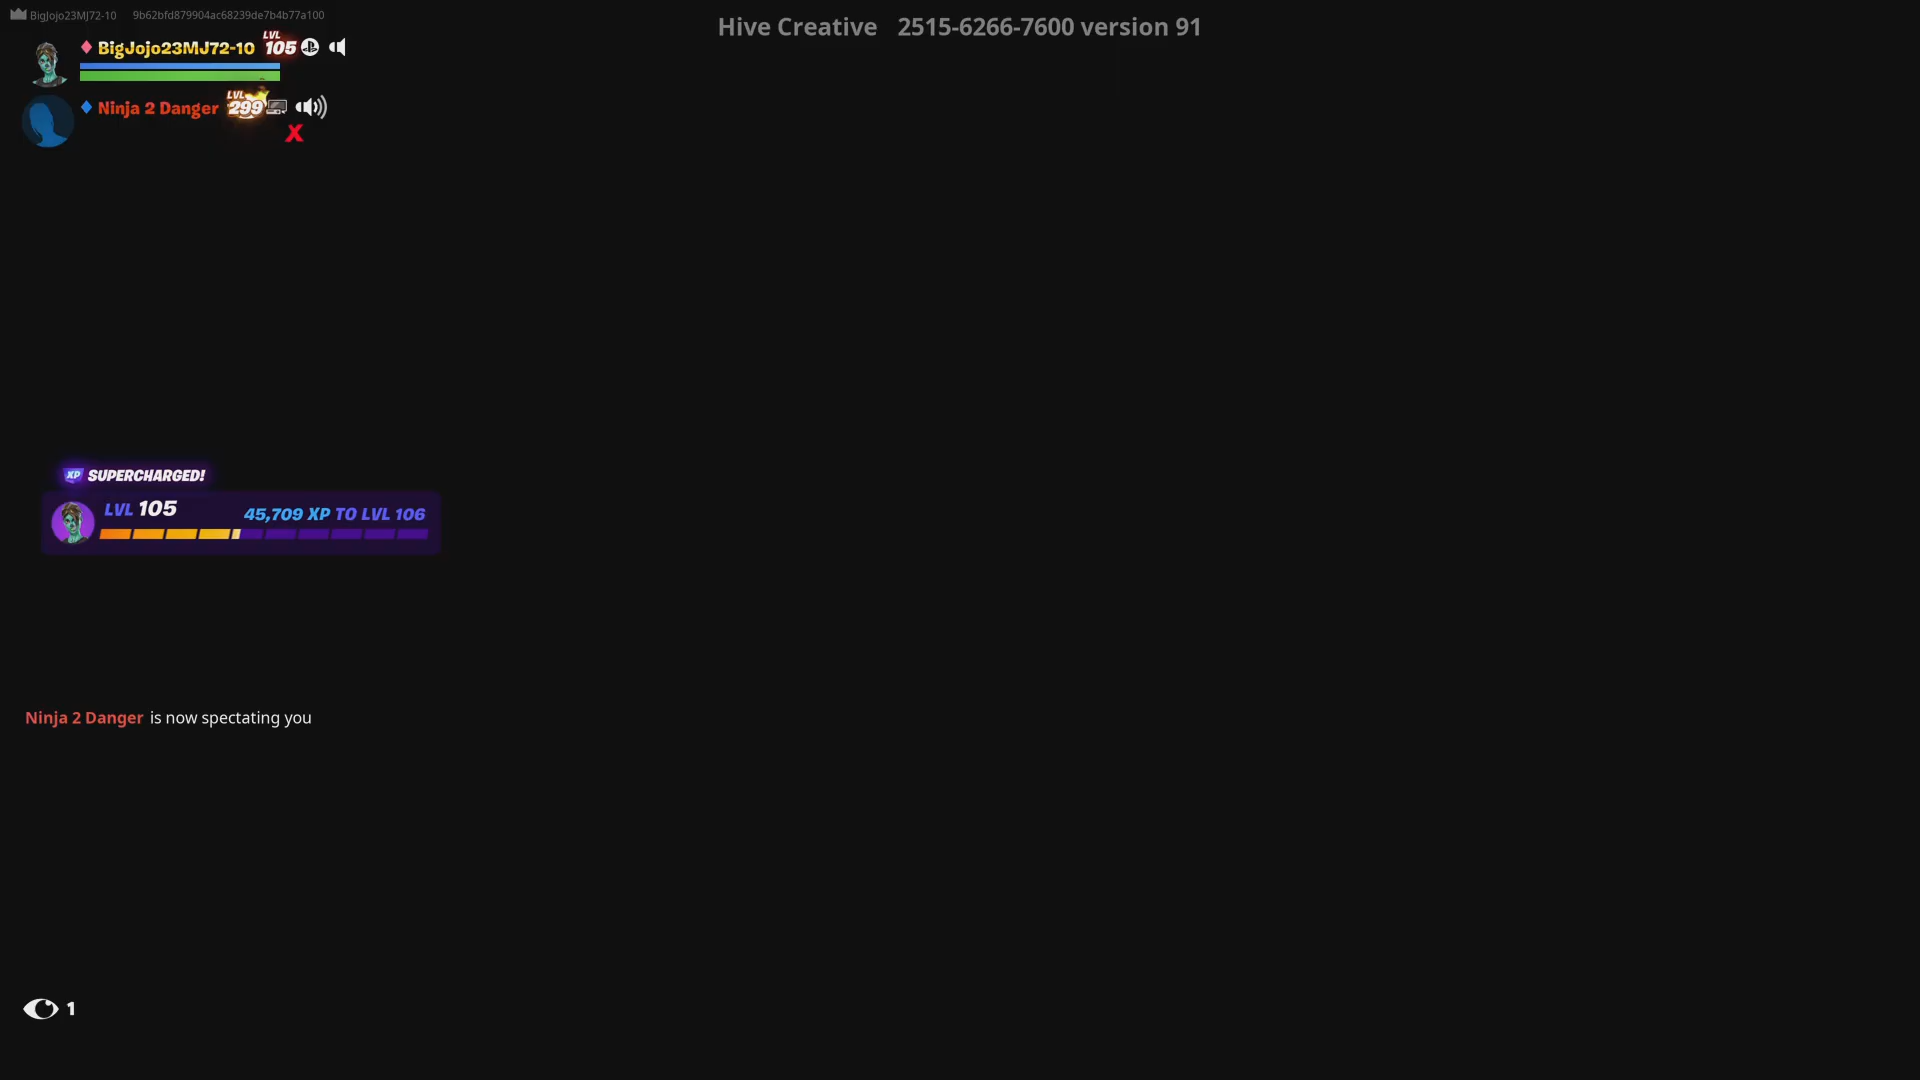 BigJojo23MJ72-10 9b62bfd879904ac68239de7b4b77a100
Hive Creative 2515-6266-7600 version 91
BigJojo23MJ72-10 LVL 105
Ninja 2 Danger LVL 299
X
XP SUPERCHARGED!
LVL 105 45,709 XP TO LVL 106
Ninja 2 Danger is now spectating you
1